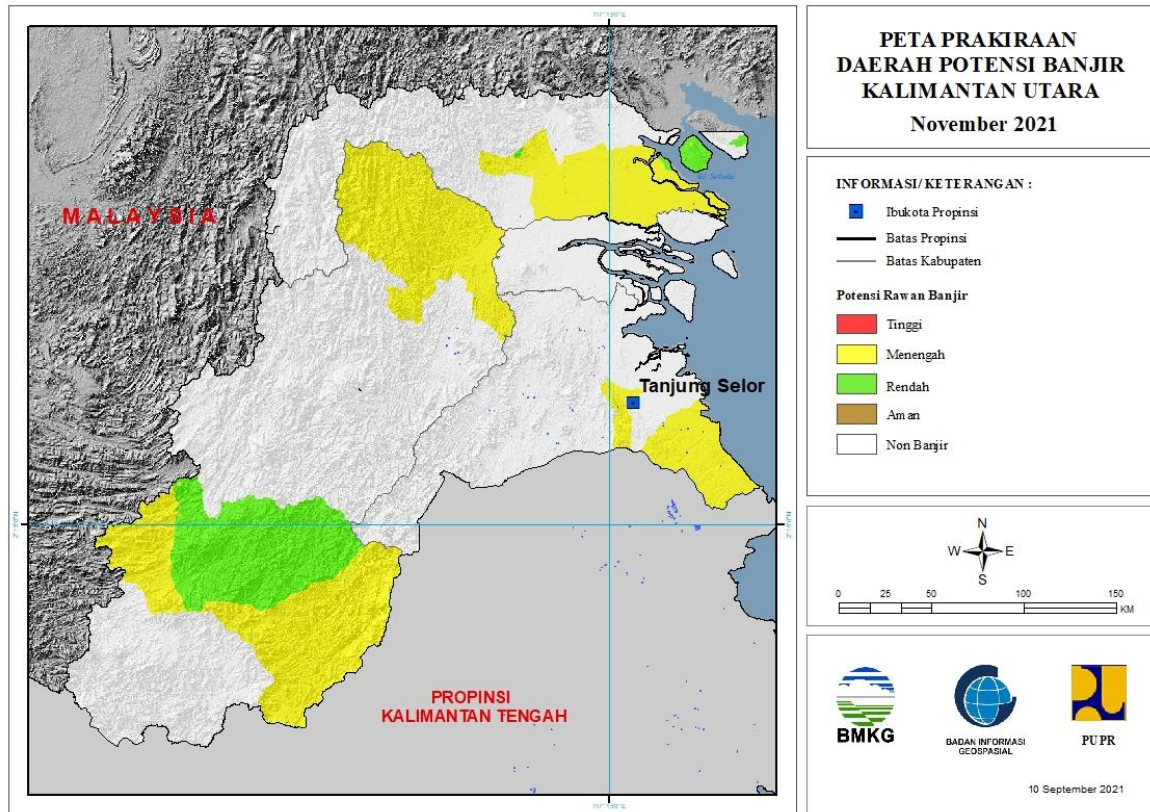 PETA PRAKIRAAN
DAERAH POTENSI BANJIR
KALIMANTAN UTARA
November 2021
INFORMASI/ KETERANGAN :
Ibukota Propinsi
Batas Propinsi
Batas Kabupaten
Potensi Rawan Banjir
Tinggi
Menengah
Rendah
Aman
Non Banjir
MALAYSIA
Tanjung Selor
PROPINSI
KALIMANTAN TENGAH
N
W E
S
0 25 50 100 150
KM
BMKG
BADAN INFORMASI
GEOSPASIAL
PUPR
10 September 2021